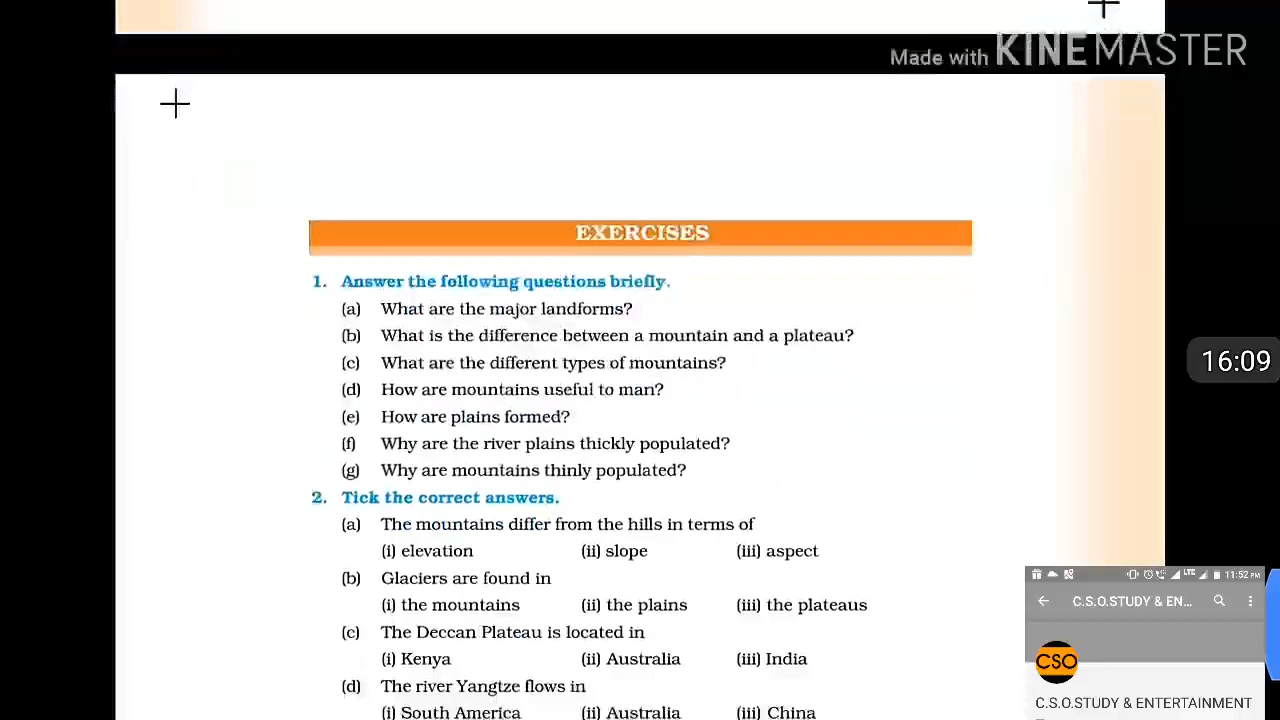 Made with KINEMASTER
EXERCISES
1. Answer the following questions briefly.
(a) What are the major landforms?
(b) What is the difference between a mountain and a plateau?
(c) What are the different types of mountains?
16:09
(d) How are mountains useful to man?
(e) How are plains formed?
(f) Why are the river plains thickly populated?
(g) Why are mountains thinly populated?
2. Tick the correct answers.
(a) The mountains differ from the hills in terms of
(i) elevation (ii) slope (iii) aspect
(b) Glaciers are found in
(i) the mountains (ii) the plains (iii) the plateaus
(c) The Deccan Plateau is located in
(i) Kenya (ii) Australia (iii) India
(d) The river Yangtze flows in
(i) South America (ii) Australia (iii) China
LTE 11:52 PM
C.S.O.STUDY & EN...
CSO
C.S.O.STUDY & ENTERTAINMENT